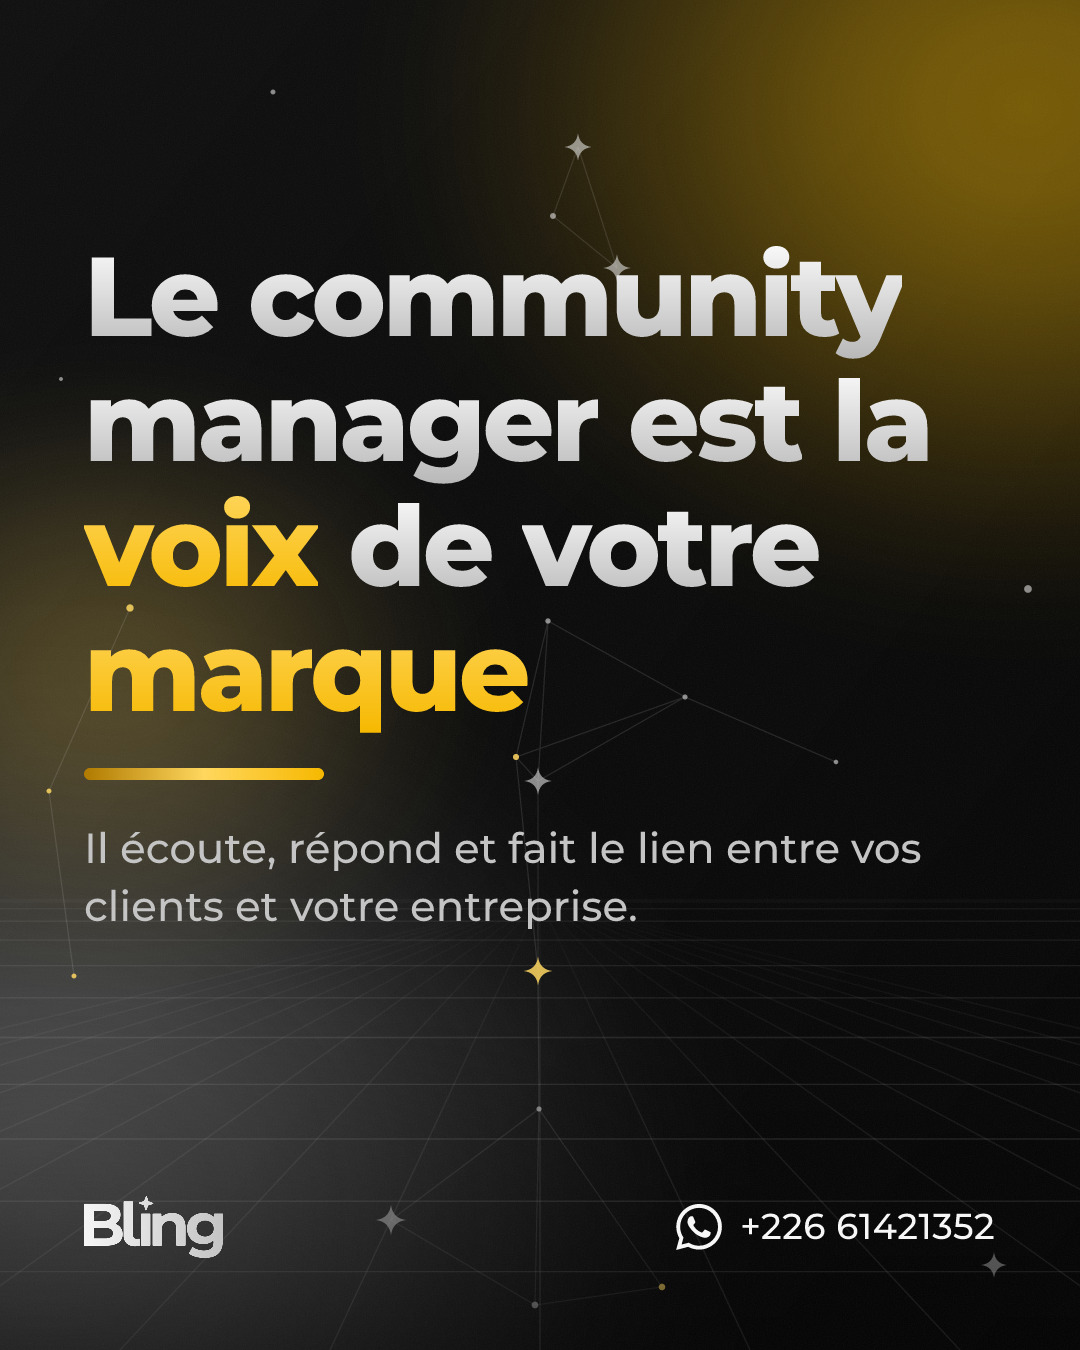 Le community
manager est la
voix de votre
marque
Il écoute, répond et fait le lien entre vos
clients et votre entreprise.
Bling
+226 61421352